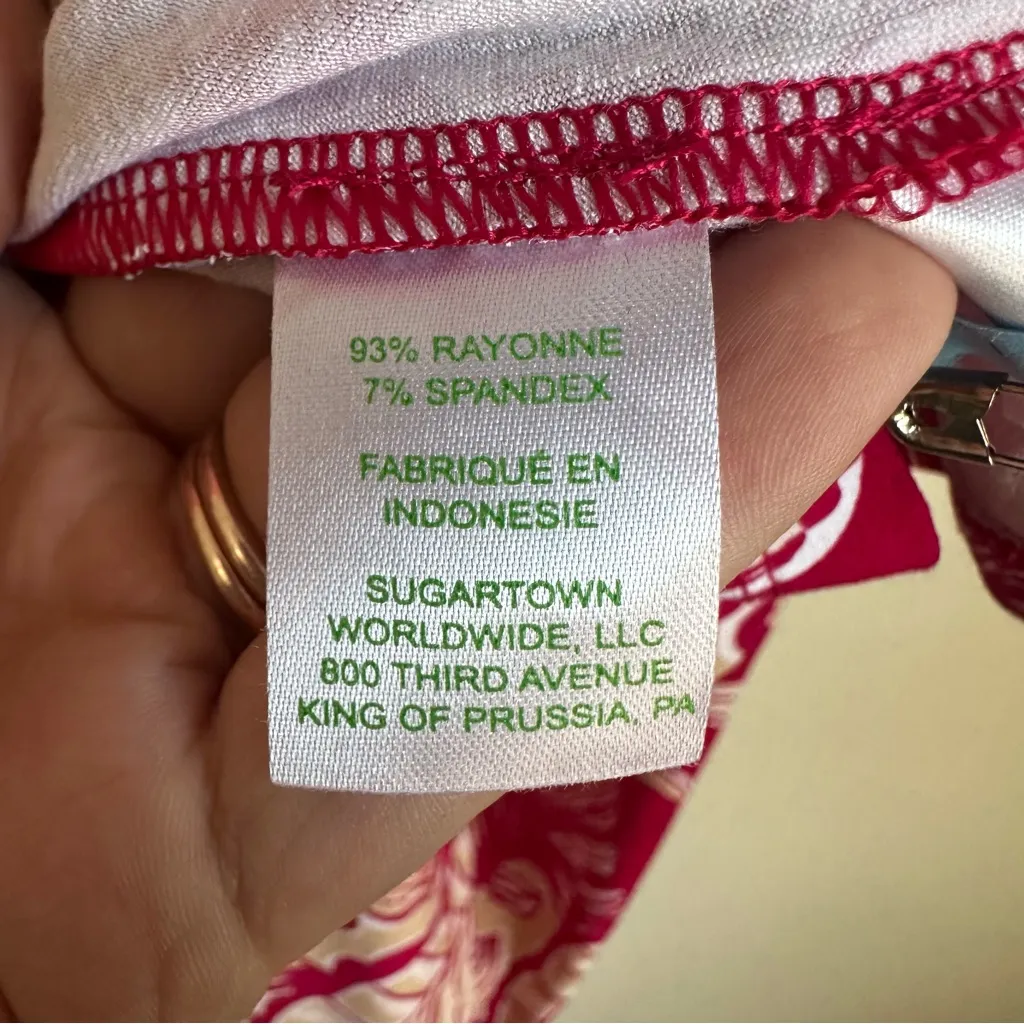 93% RAYONNE
7% SPANDEX
FABRIQUÉ EN
INDONESIE
SUGARTOWN
WORLDWIDE, LLC
800 THIRD AVENUE
KING OF PRUSSIA, PA